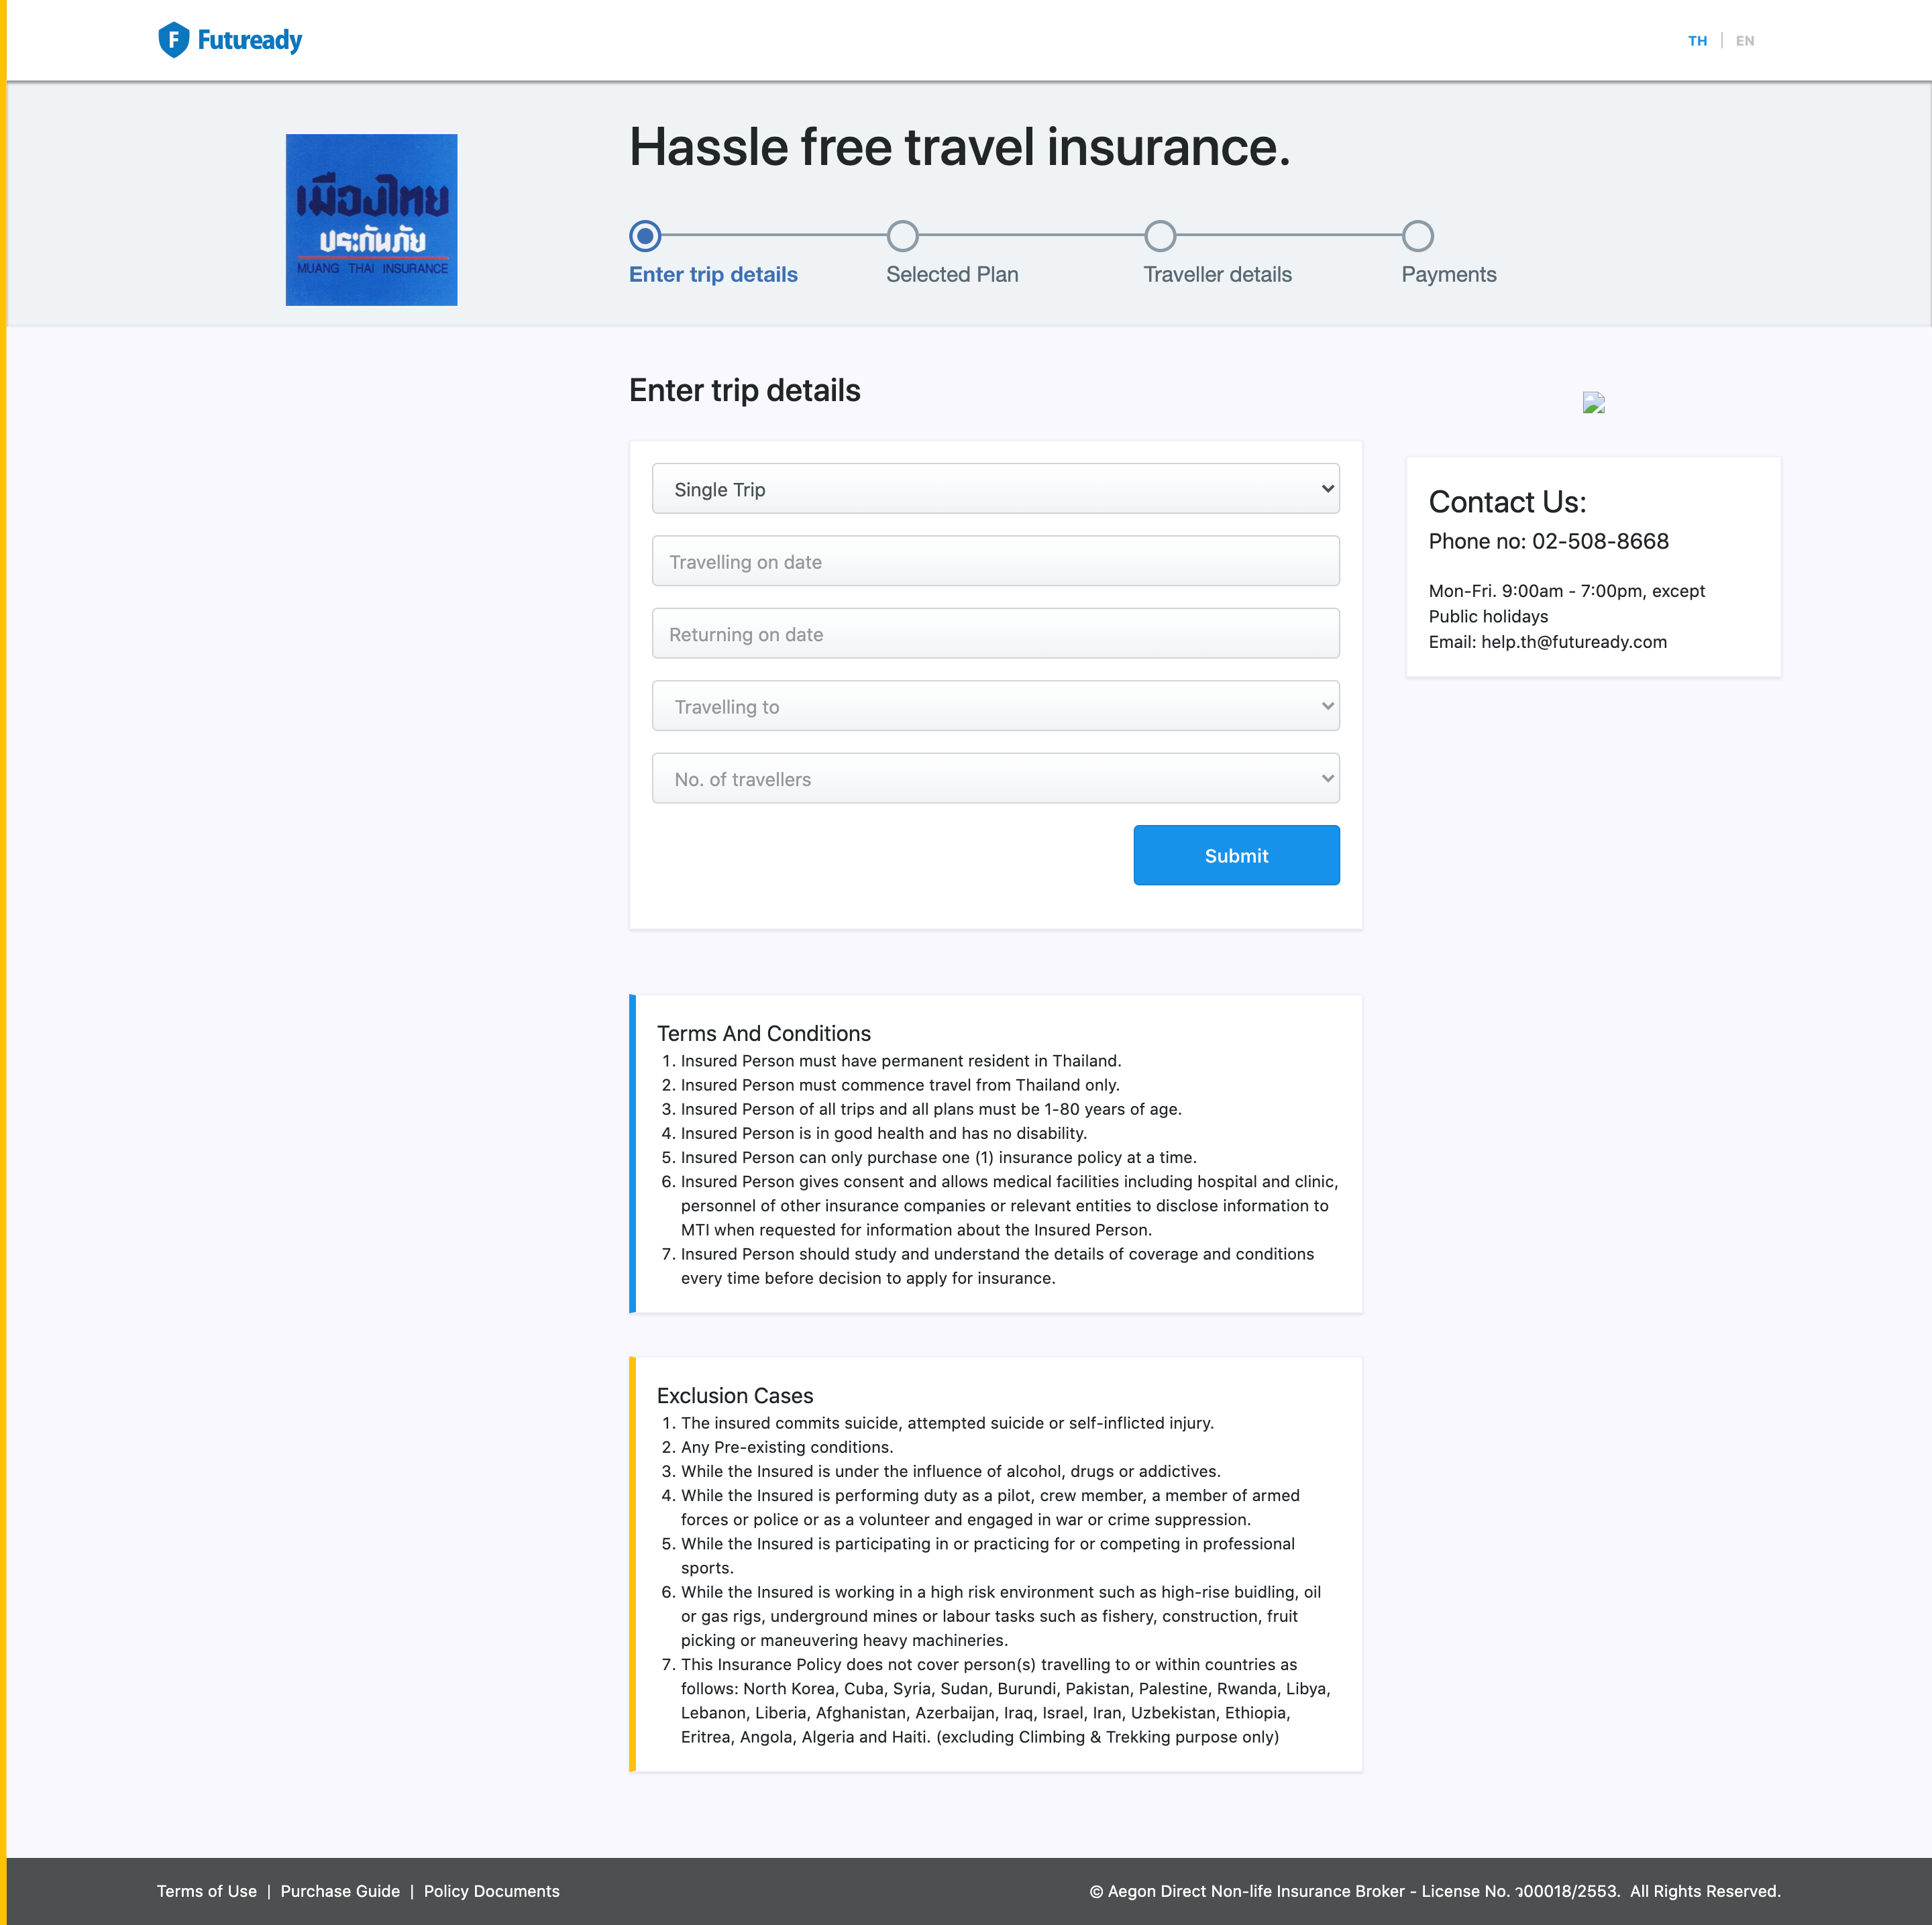 Futuready
TH | EN
เมืองไทย
ประกันภัย
MUANG THAI INSURANCE
Hassle free travel insurance.
Enter trip details
Selected Plan
Traveller details
Payments
Enter trip details
Single Trip
Travelling on date
Returning on date
Travelling to
No. of travellers
Submit
Contact Us:
Phone no: 02-508-8668
Mon-Fri. 9:00am - 7:00pm, except
Public holidays
Email: help.th@futuready.com
Terms And Conditions
1. Insured Person must have permanent resident in Thailand.
2. Insured Person must commence travel from Thailand only.
3. Insured Person of all trips and all plans must be 1-80 years of age.
4. Insured Person is in good health and has no disability.
5. Insured Person can only purchase one (1) insurance policy at a time.
6. Insured Person gives consent and allows medical facilities including hospital and clinic,
personnel of other insurance companies or relevant entities to disclose information to
MTI when requested for information about the Insured Person.
7. Insured Person should study and understand the details of coverage and conditions
every time before decision to apply for insurance.
Exclusion Cases
1. The insured commits suicide, attempted suicide or self-inflicted injury.
2. Any Pre-existing conditions.
3. While the Insured is under the influence of alcohol, drugs or addictives.
4. While the Insured is performing duty as a pilot, crew member, a member of armed
forces or police or as a volunteer and engaged in war or crime suppression.
5. While the Insured is participating in or practicing for or competing in professional
sports.
6. While the Insured is working in a high risk environment such as high-rise buidling, oil
or gas rigs, underground mines or labour tasks such as fishery, construction, fruit
picking or maneuvering heavy machineries.
7. This Insurance Policy does not cover person(s) travelling to or within countries as
follows: North Korea, Cuba, Syria, Sudan, Burundi, Pakistan, Palestine, Rwanda, Libya,
Lebanon, Liberia, Afghanistan, Azerbaijan, Iraq, Israel, Iran, Uzbekistan, Ethiopia,
Eritrea, Angola, Algeria and Haiti. (excluding Climbing & Trekking purpose only)
Terms of Use | Purchase Guide | Policy Documents
© Aegon Direct Non-life Insurance Broker - License No. ว00018/2553. All Rights Reserved.